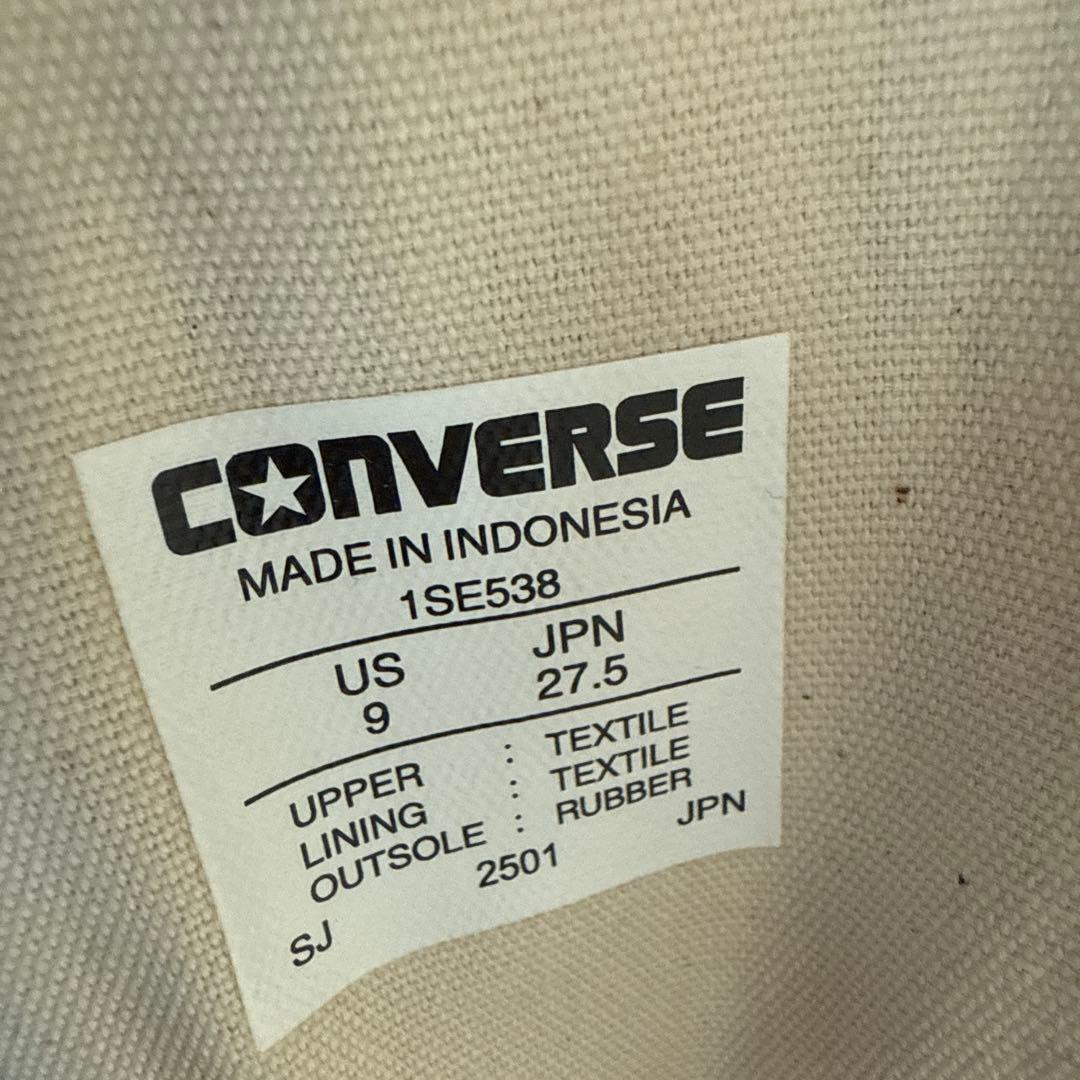 CONVERSE
MADE IN INDONESIA
1SE538
US JPN
9 27.5
UPPER : TEXTILE
LINING : TEXTILE
OUTSOLE : RUBBER
SJ 2501 JPN